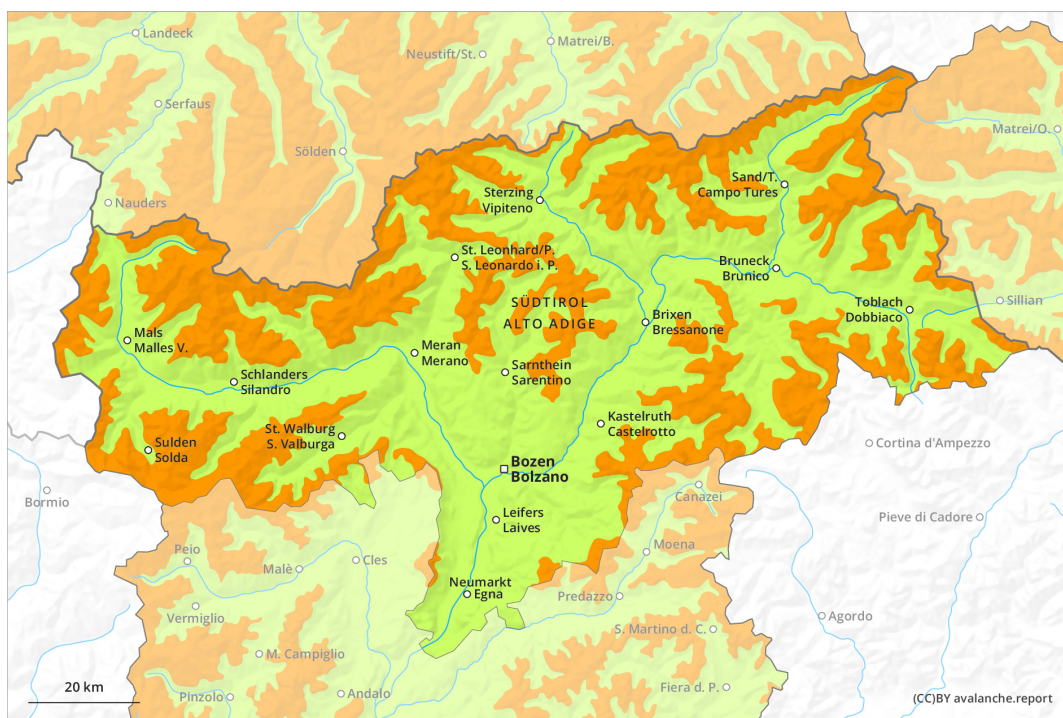 Landeck
Matrei/B.
Neustift/St.
Serfaus
Matrei/O.
Sölden
Sand/T.
Campo Tures
Sterzing
Vipiteno
Nauders
St. Leonhard/P.
S. Leonardo i. P.
Bruneck
Brunico
SÜDTIROL
ALTO ADIGE
Toblach
Dobbiaco
Sillian
Brixen
Bressanone
Mals
Malles V.
Meran
Merano
Sarnthein
Sarentino
Schlanders
Silandro
Kastelruth
Castelrotto
St. Walburg
S. Valburga
Sulden
Solda
Cortina d'Ampezzo
Bozen
Bolzano
Bormio
Canazei
Leifers
Laives
Pieve di Cadore
Peio
Moena
Cles
Malè
Neumarkt
Egna
Predazzo
Vermiglio
Agordo
S. Martino d. C.
M. Campiglio
20 km
Pinzolo
Andalo
Fiera d. P.
(CC)BY avalanche.report